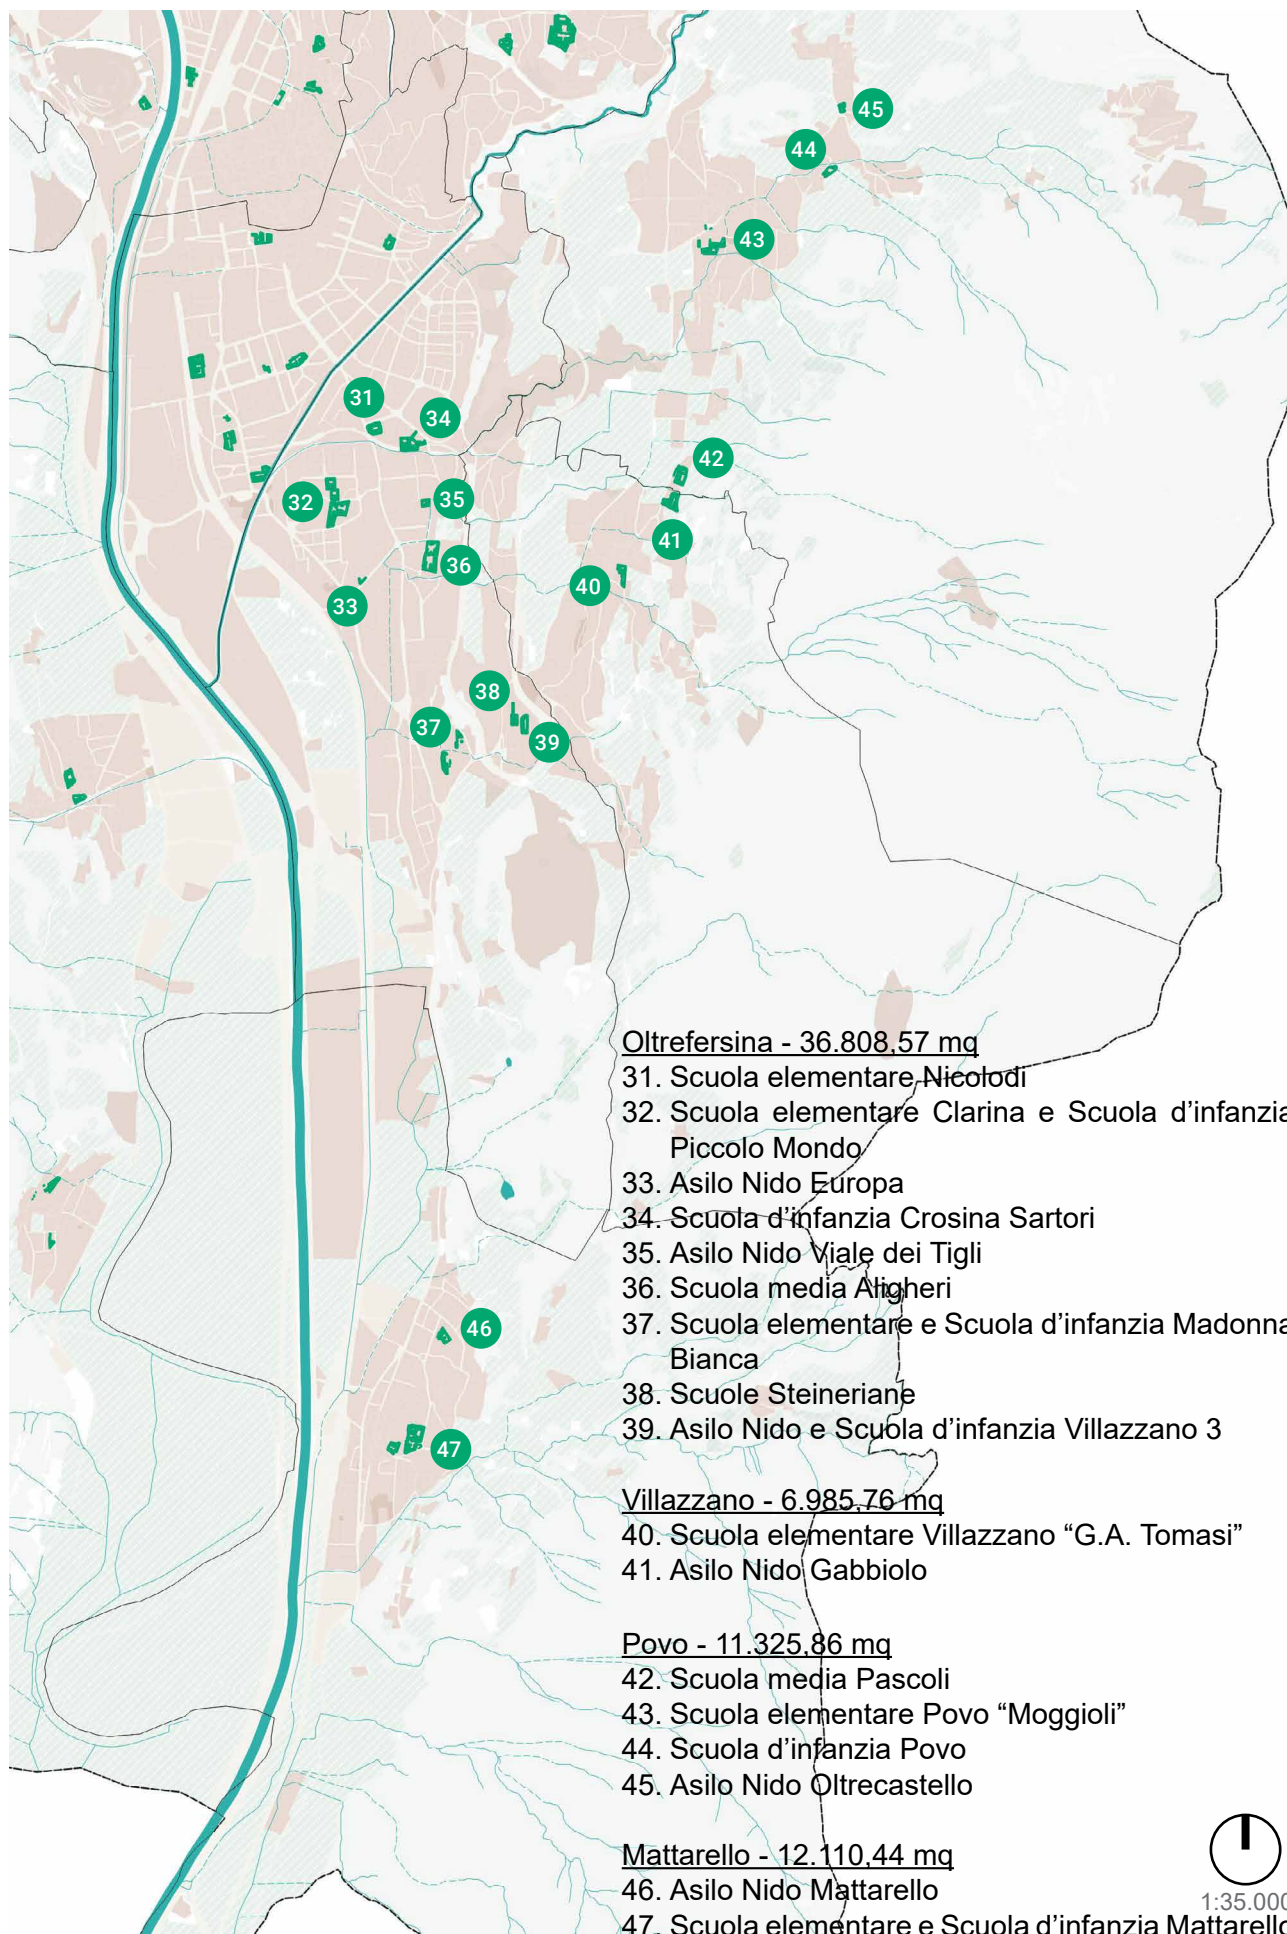 45
44
43
31
34
42
32
35
41
36
40
33
38
37
39
Oltrefersina - 36.808,57 mq
31. Scuola elementare Nicolodi
32. Scuola elementare Clarina e Scuola d’infanzia
Piccolo Mondo
33. Asilo Nido Europa
34. Scuola d’infanzia Crosina Sartori
35. Asilo Nido Viale dei Tigli
36. Scuola media Aligheri
37. Scuola elementare e Scuola d’infanzia Madonna
Bianca
38. Scuole Steineriane
39. Asilo Nido e Scuola d’infanzia Villazzano 3
46
47
Villazzano - 6.985,76 mq
40. Scuola elementare Villazzano “G.A. Tomasi”
41. Asilo Nido Gabbiolo
Povo - 11.325,86 mq
42. Scuola media Pascoli
43. Scuola elementare Povo “Moggioli”
44. Scuola d’infanzia Povo
45. Asilo Nido Oltrecastello
Mattarello - 12.110,44 mq
46. Asilo Nido Mattarello
47. Scuola elementare e Scuola d’infanzia Mattarello
1:35.000